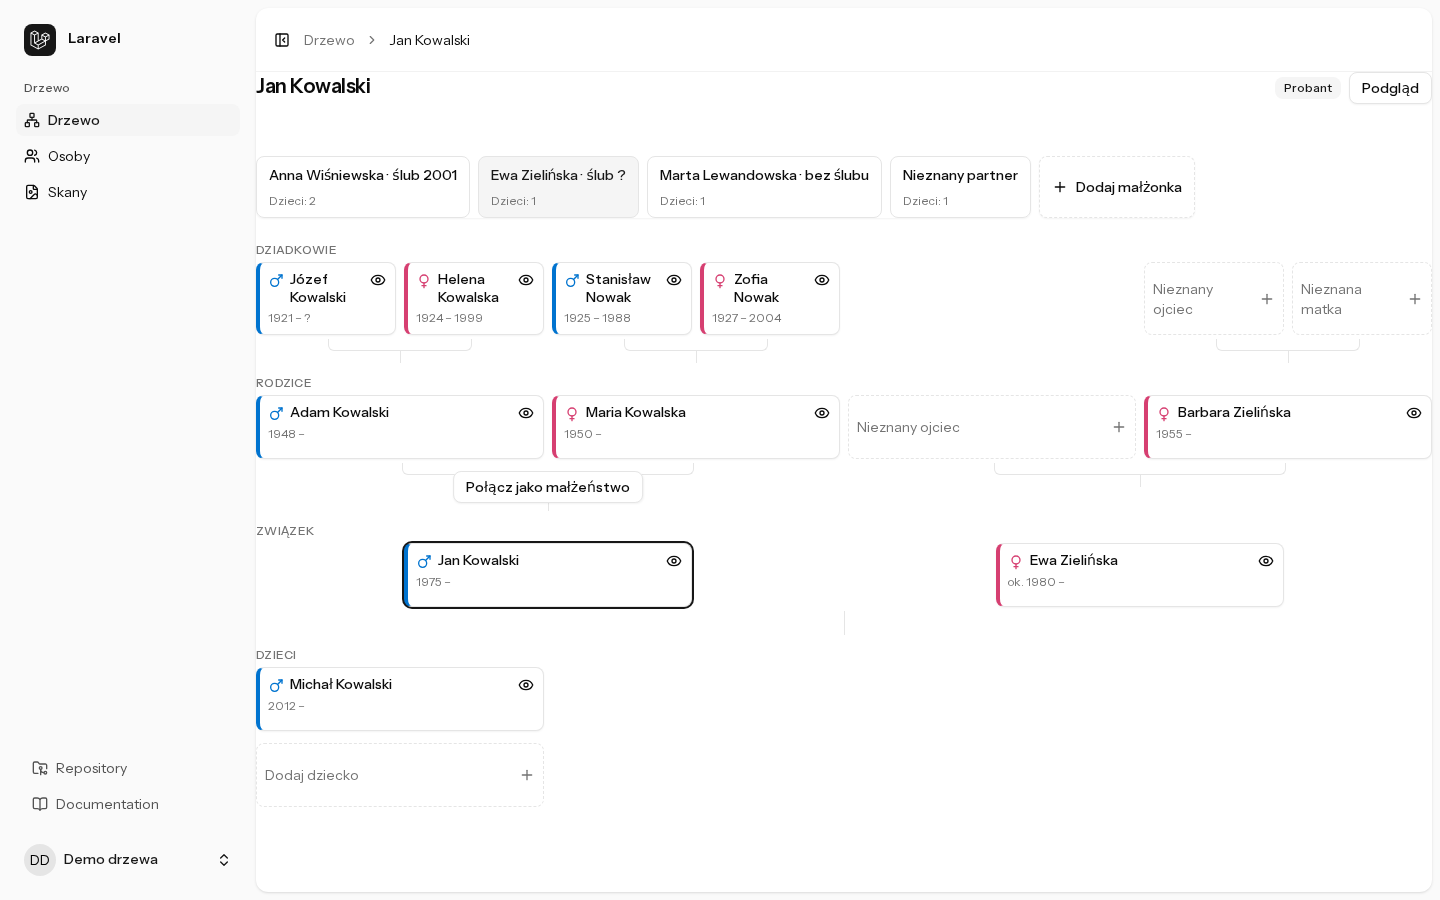 Laravel
Drzewo
Jan Kowalski
Drzewo
Drzewo
Osoby
Skany
Jan Kowalski
Probant
Podgląd
Anna Wiśniewska · ślub 2001
Dzieci: 2
Ewa Zielińska · ślub ?
Dzieci: 1
Marta Lewandowska · bez ślubu
Dzieci: 1
Nieznany partner
Dzieci: 1
Dodaj małżonka
DZIADKOWIE
Józef
Kowalski
1921 – ?
Helena
Kowalska
1924 – 1999
Stanisław
Nowak
1925 – 1988
Zofia
Nowak
1927 – 2004
Nieznany
ojciec
Nieznana
matka
RODZICE
Adam Kowalski
1948 –
Maria Kowalska
1950 –
Nieznany ojciec
Barbara Zielińska
1955 –
Połącz jako małżeństwo
ZWIĄZEK
Jan Kowalski
1975 –
Ewa Zielińska
ok. 1980 –
DZIECI
Michał Kowalski
2012 –
Dodaj dziecko
Repository
Documentation
DD
Demo drzewa